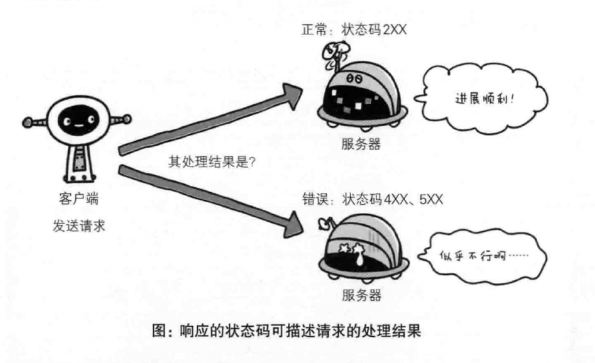 正常：状态码2XX
进展顺利！
服务器
其处理结果是？
客户端
发送请求
错误：状态码4XX、5XX
似乎不行啊……
服务器
图：响应的状态码可描述请求的处理结果